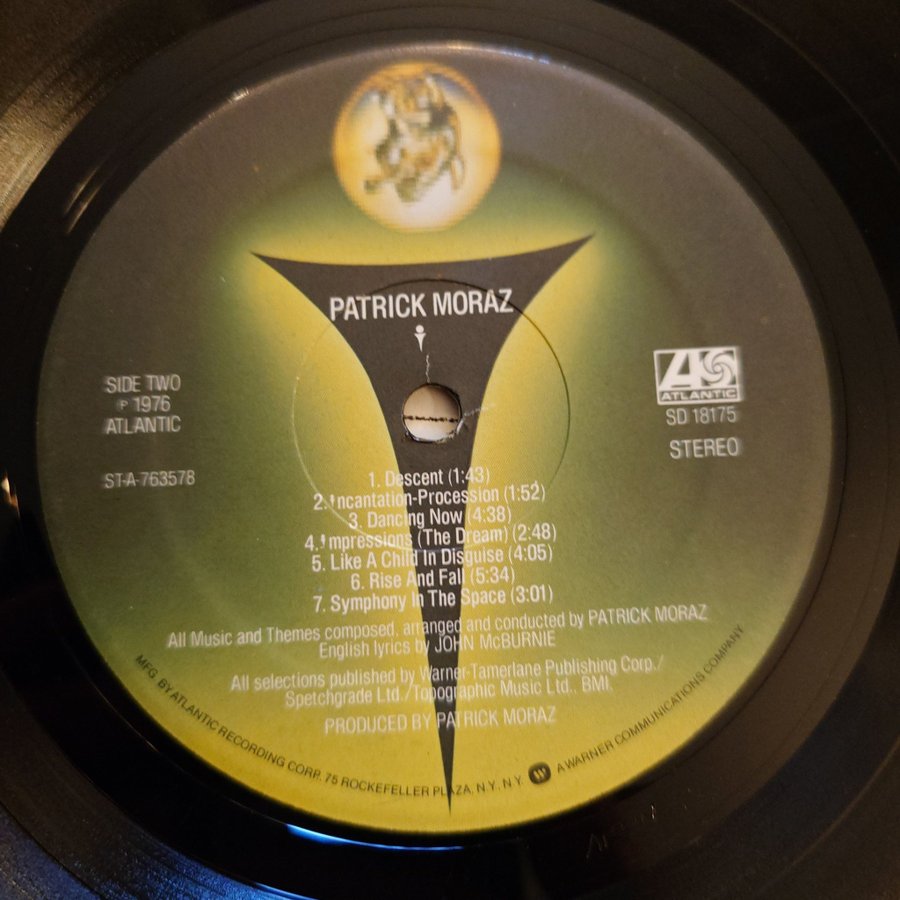 PATRICK MORAZ
i
SIDE TWO
℗ 1976
ATLANTIC
ST-A-763578
ATLANTIC
SD 18175
STEREO
1. Descent (1:43)
2. Incantation-Procession (1:52)
3. Dancing Now (4:38)
4. Impressions (The Dream) (2:48)
5. Like A Child In Disguise (4:05)
6. Rise And Fall (5:34)
7. Symphony In The Space (3:01)
All Music and Themes composed, arranged and conducted by PATRICK MORAZ
English lyrics by JOHN McBURNIE
All selections published by Warner-Tamerlane Publishing Corp./
Spetchgrade Ltd./Topographic Music Ltd. BMI.
PRODUCED BY PATRICK MORAZ
MFG. BY ATLANTIC RECORDING CORP. 75 ROCKEFELLER PLAZA, N.Y., N.Y. W A WARNER COMMUNICATIONS COMPANY